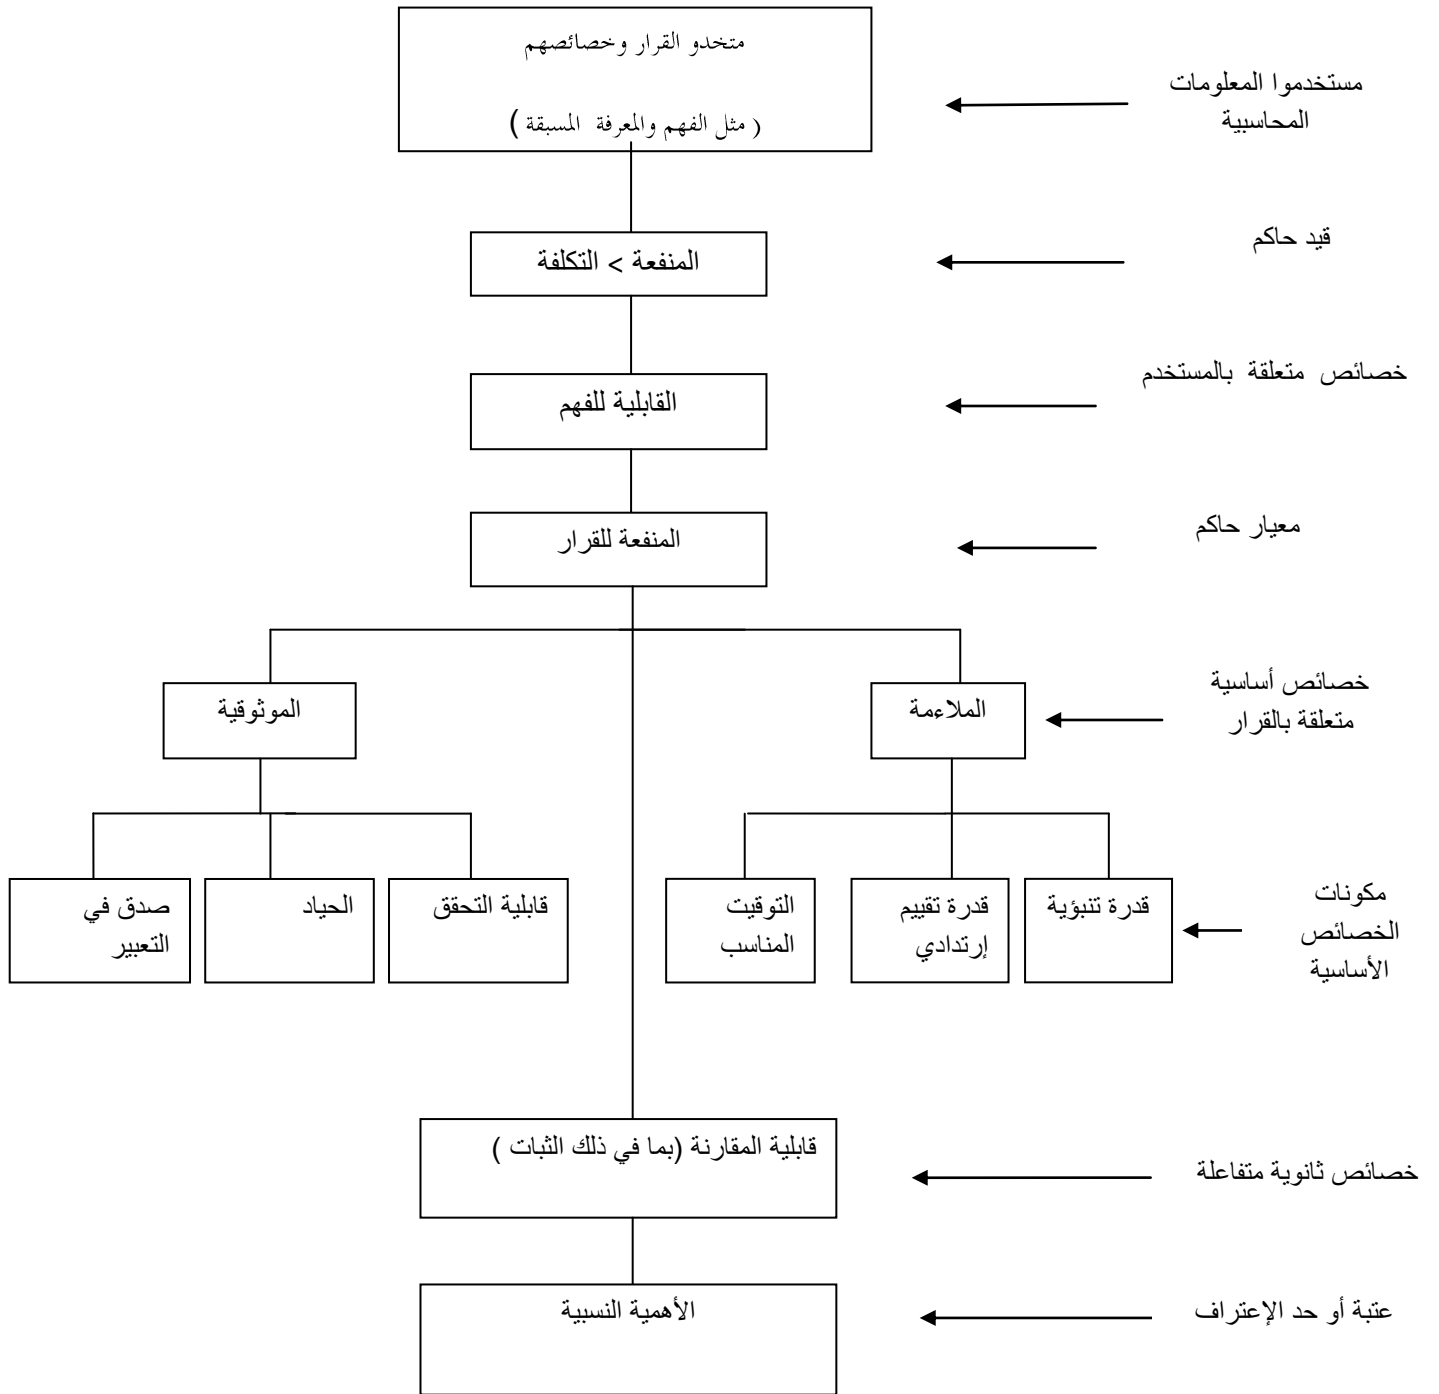 متخدو القرار وخصائصهم
( مثل الفهم والمعرفة المسبقة )
مستخدموا المعلومات
المحاسبية
المنفعة > التكلفة
قيد حاكم
القابلية للفهم
خصائص متعلقة بالمستخدم
المنفعة للقرار
معيار حاكم
الملاءمة
الموثوقية
خصائص أساسية
متعلقة بالقرار
قدرة تنبؤية
قدرة تقييم
إرتدادي
التوقيت
المناسب
قابلية التحقق
الحياد
صدق في
التعبير
مكونات
الخصائص
الأساسية
قابلية المقارنة (بما في ذلك الثبات )
خصائص ثانوية متفاعلة
الأهمية النسبية
عتبة أو حد الإعتراف